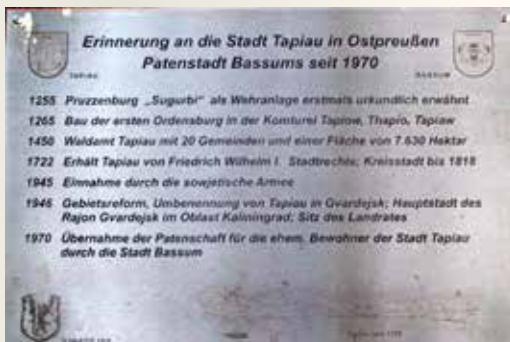 Erinnerung an die Stadt Tapiau in Ostpreußen
Patenstadt Bassums seit 1970
TAPIAU
BASSUM
1255 Pruzzenburg „Sugurbi" als Wehranlage erstmals urkundlich erwähnt
1265 Bau der ersten Ordensburg in der Komturei Tapiow, Thapio, Tapiaw
1450 Waldamt Tapiau mit 20 Gemeinden und einer Fläche von 7.630 Hektar
1722 Erhält Tapiau von Friedrich Wilhelm I. Stadtrechte; Kreisstadt bis 1818
1945 Einnahme durch die sowjetische Armee
1946 Gebietsreform, Umbenennung von Tapiau in Gvardejsk; Hauptstadt des
Rajon Gvardejsk im Oblast Kaliningrad; Sitz des Landrates
1970 Übernahme der Patenschaft für die ehem. Bewohner der Stadt Tapiau
durch die Stadt Bassum